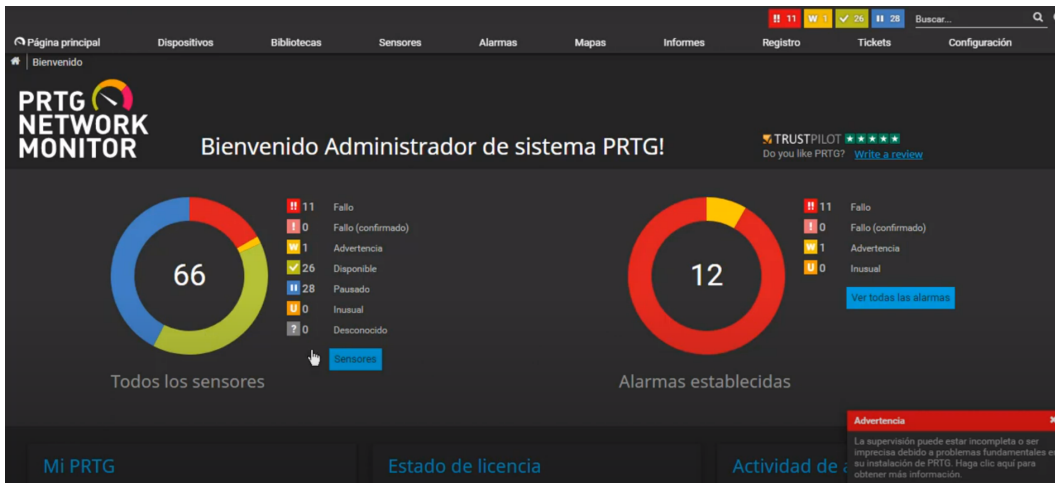 !! 11 W 1 26 28 Buscar...
Página principal Dispositivos Bibliotecas Sensores Alarmas Mapas Informes Registro Tickets Configuración
Bienvenido
PRTG
NETWORK
MONITOR
Bienvenido Administrador de sistema PRTG!
TRUSTPILOT
Do you like PRTG? Write a review
66
!! 11 Fallo
! 0 Fallo (confirmado)
W 1 Advertencia
26 Disponible
28 Pausado
U 0 Inusual
? 0 Desconocido
Sensores
Todos los sensores
12
!! 11 Fallo
! 0 Fallo (confirmado)
W 1 Advertencia
U 0 Inusual
Ver todas las alarmas
Alarmas establecidas
Mi PRTG
Estado de licencia
Actividad de
Advertencia
La supervisión puede estar incompleta o ser
imprecisa debido a problemas fundamentales
su instalación de PRTG. Haga clic aquí para
obtener más información.